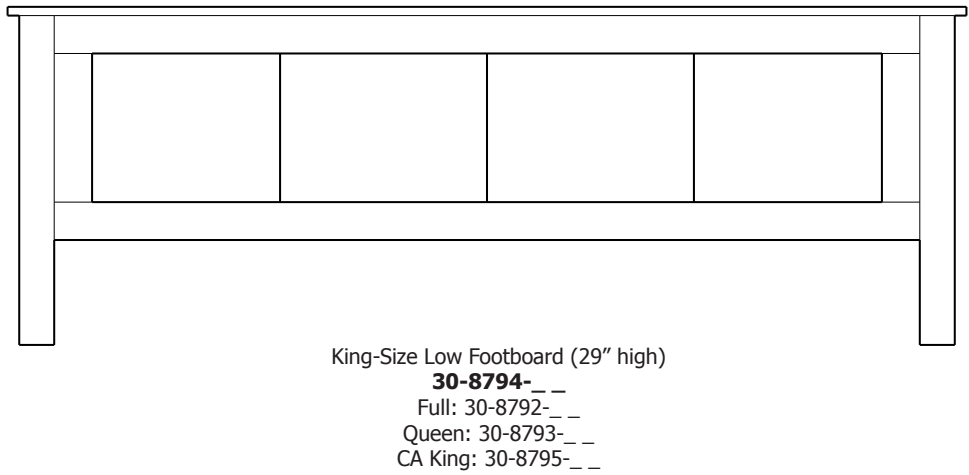 King-Size Low Footboard (29” high)
30-8794-_ _
Full: 30-8792-_ _
Queen: 30-8793-_ _
CA King: 30-8795-_ _